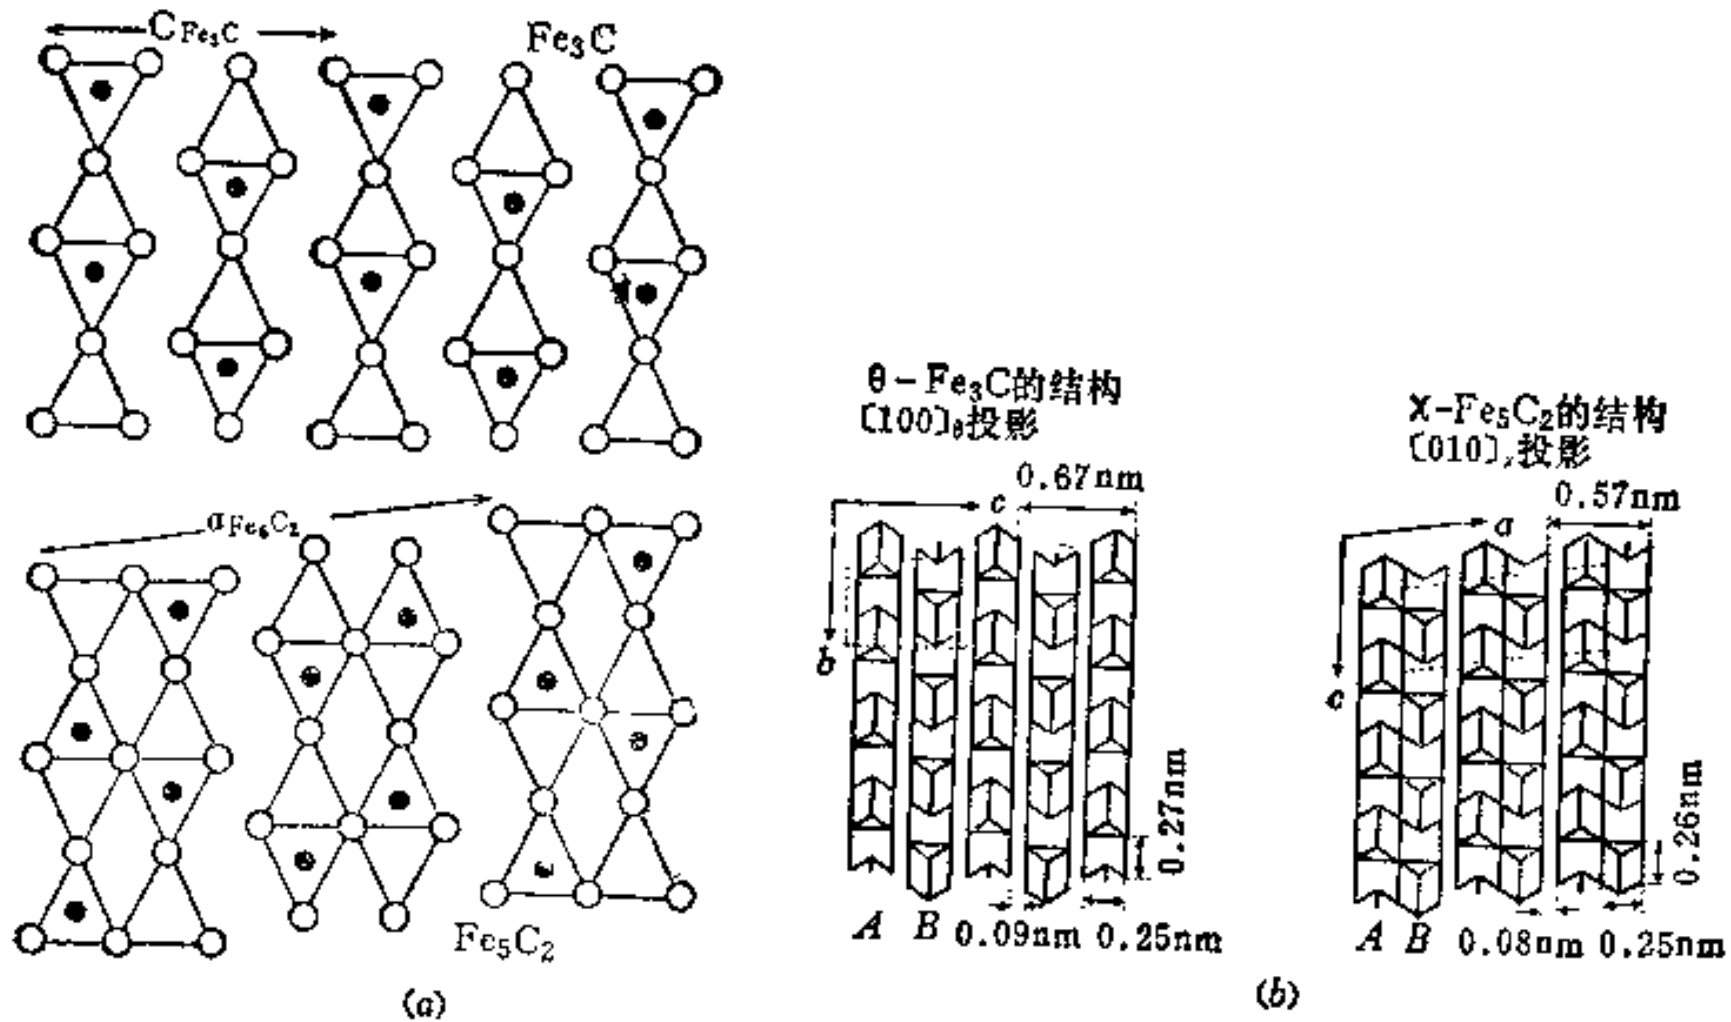 C Fe₃C
Fe₃C
a Fe₅C₂
Fe₅C₂
(a)
θ-Fe₃C的结构
〔100〕θ投影
0.67nm
c
b
0.27nm
A B 0.09nm 0.25nm
X-Fe₅C₂的结构
〔010〕ᵪ投影
0.57nm
a
c
0.26nm
A B 0.08nm 0.25nm
(b)